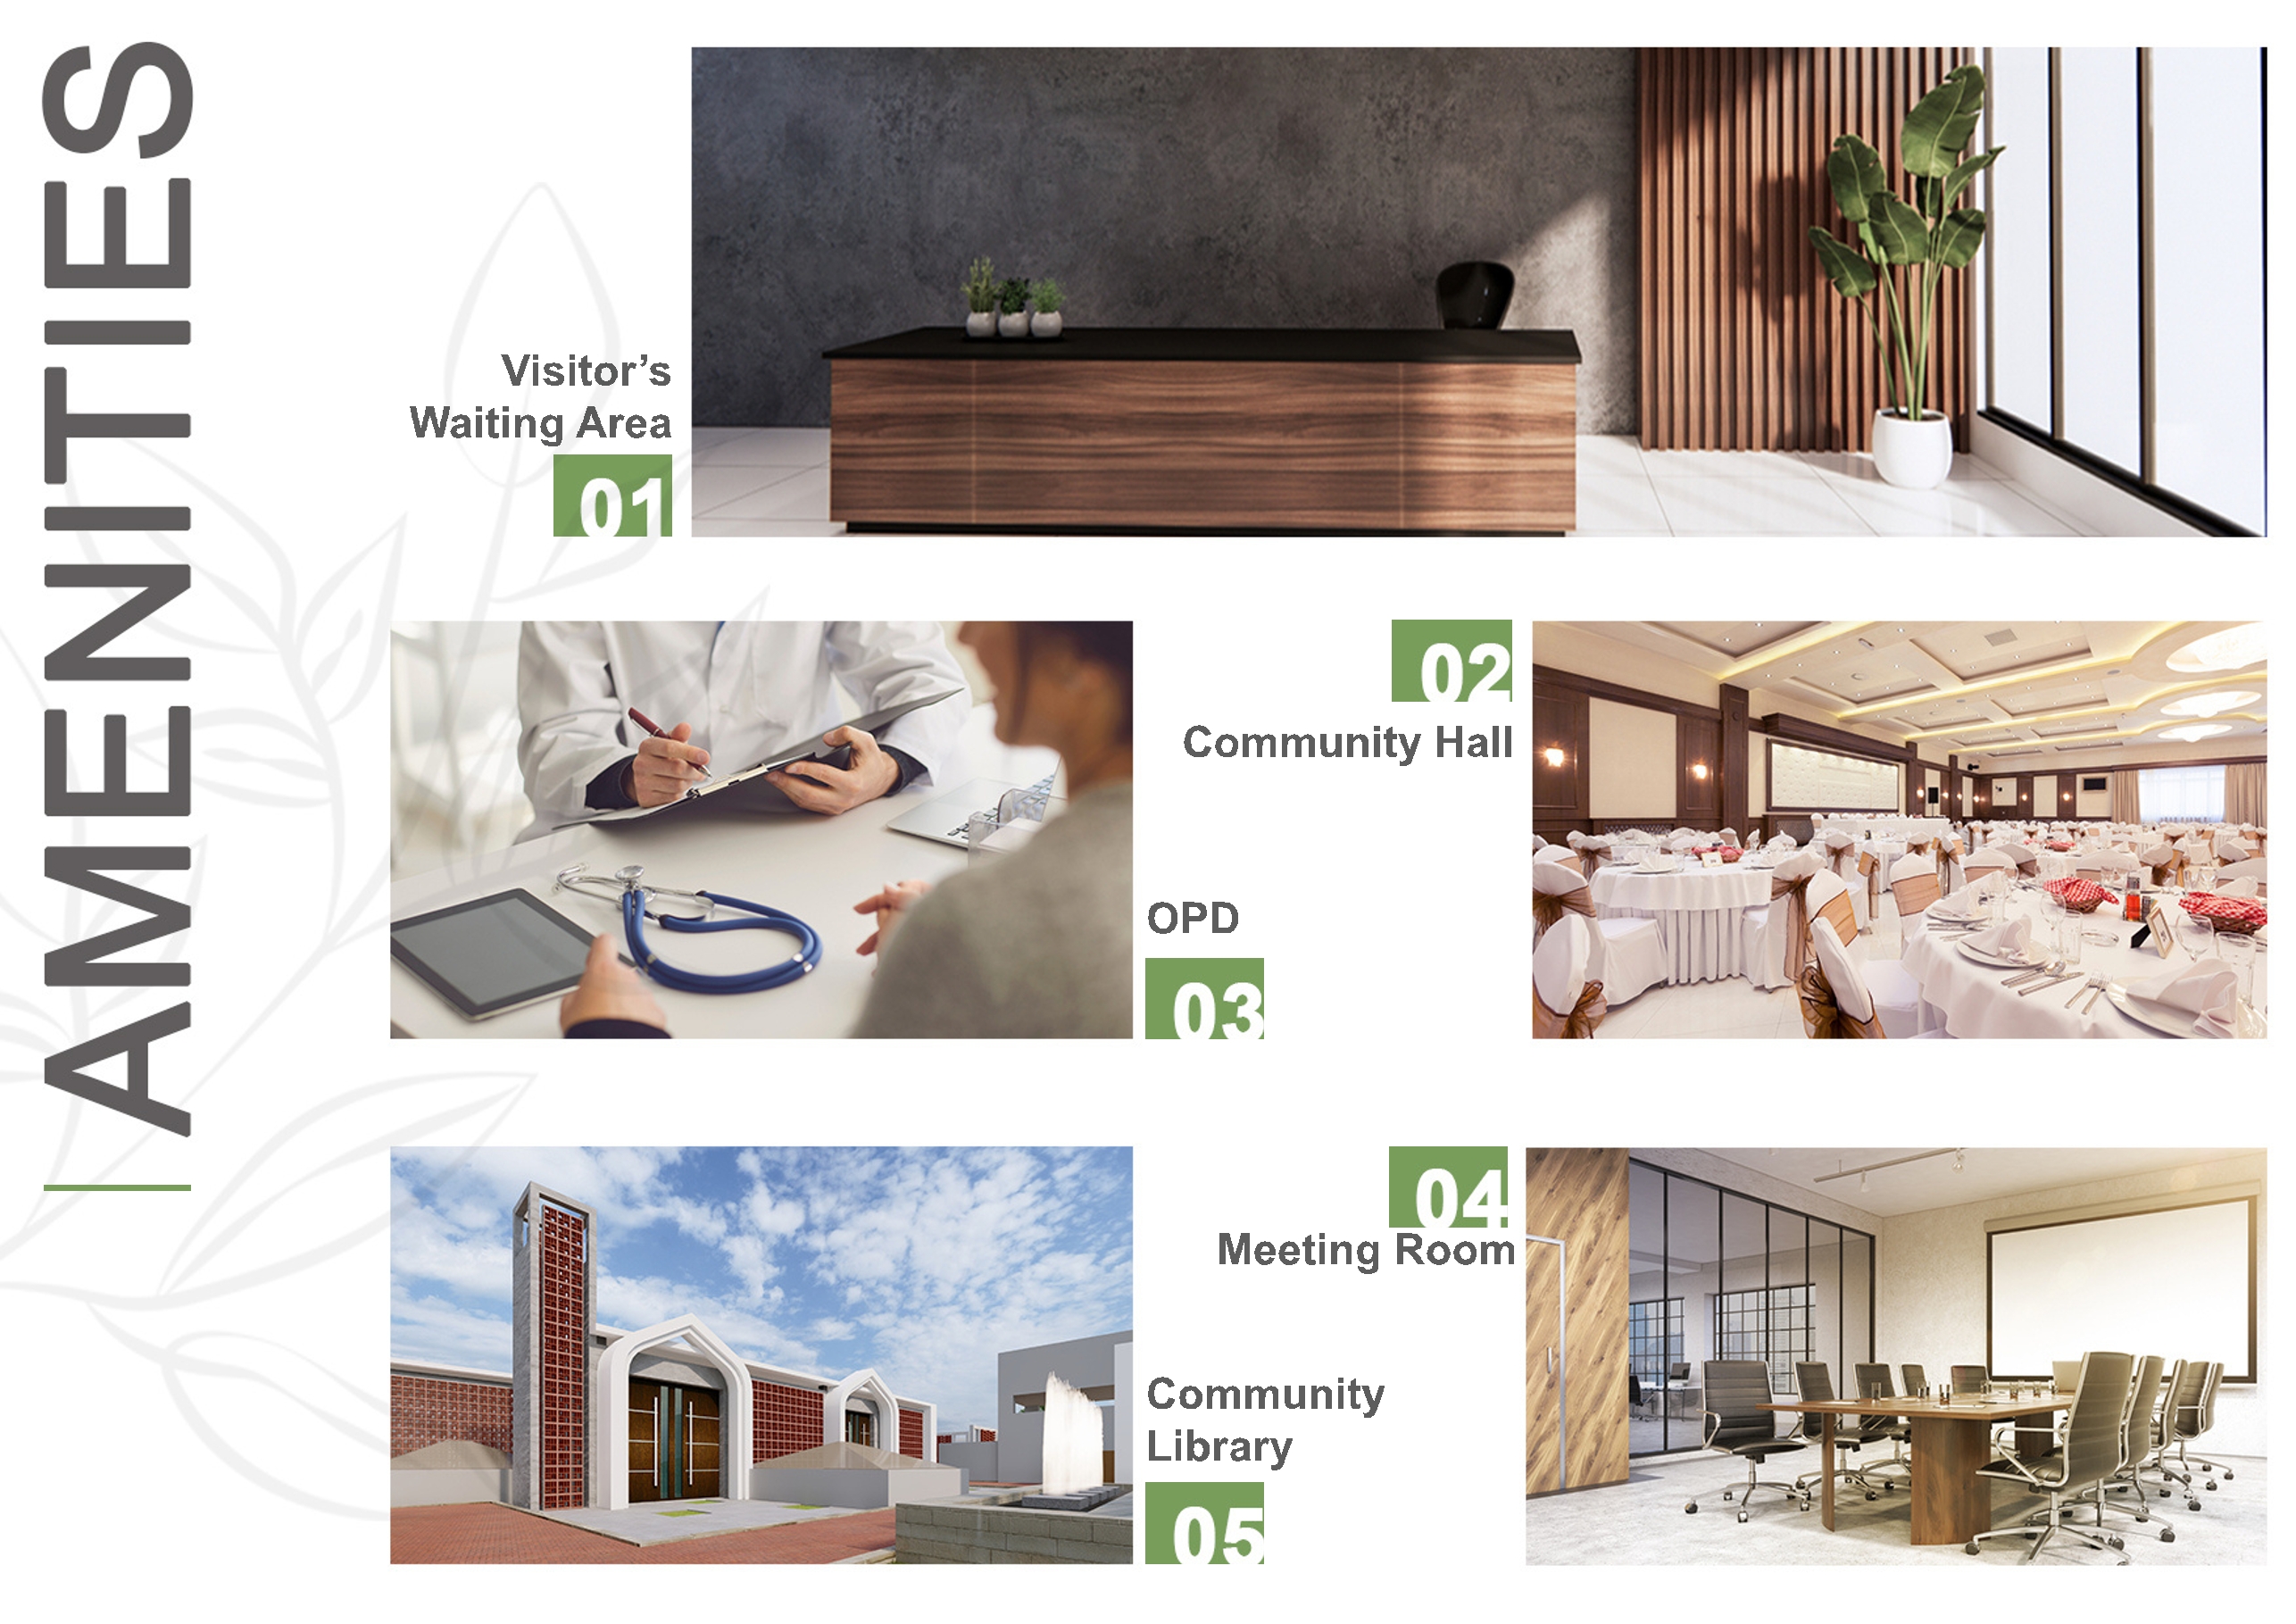 AMENITIES
Visitor’s
Waiting Area
01
02
Community Hall
OPD
03
04
Meeting Room
Community
Library
05